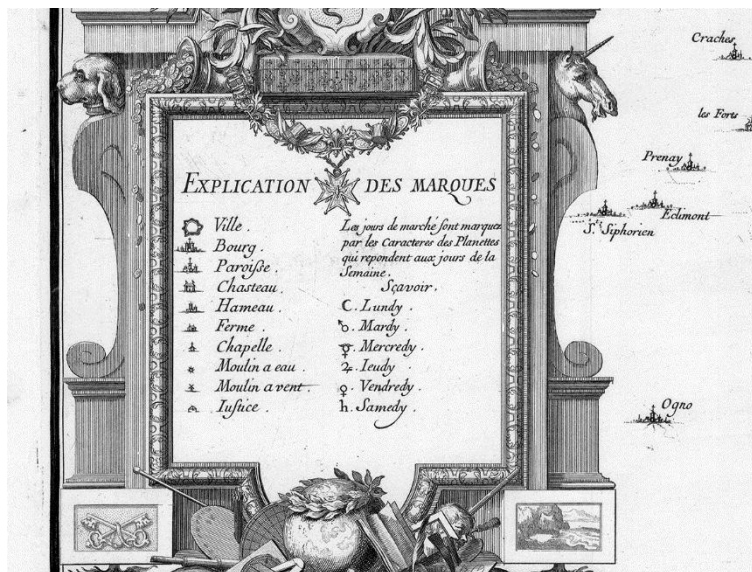 EXPLICATION DES MARQUES
Ville.
Bourg.
Paroisse.
Chasteau.
Hameau.
Ferme.
Chapelle.
Moulin a eau.
Moulin a vent.
Iustice.
Les jours de marché sont marquez
par les Caracteres des Planettes
qui repondent aux jours de la
Semaine.
Sçavoir.
☾. Lundy.
♂. Mardy.
☿. Mercredy.
♃. Ieudy.
♀. Vendredy.
♄. Samedy.
Craches
les Forts
Prenay
Eclimont
St. Siphorien
Ogno